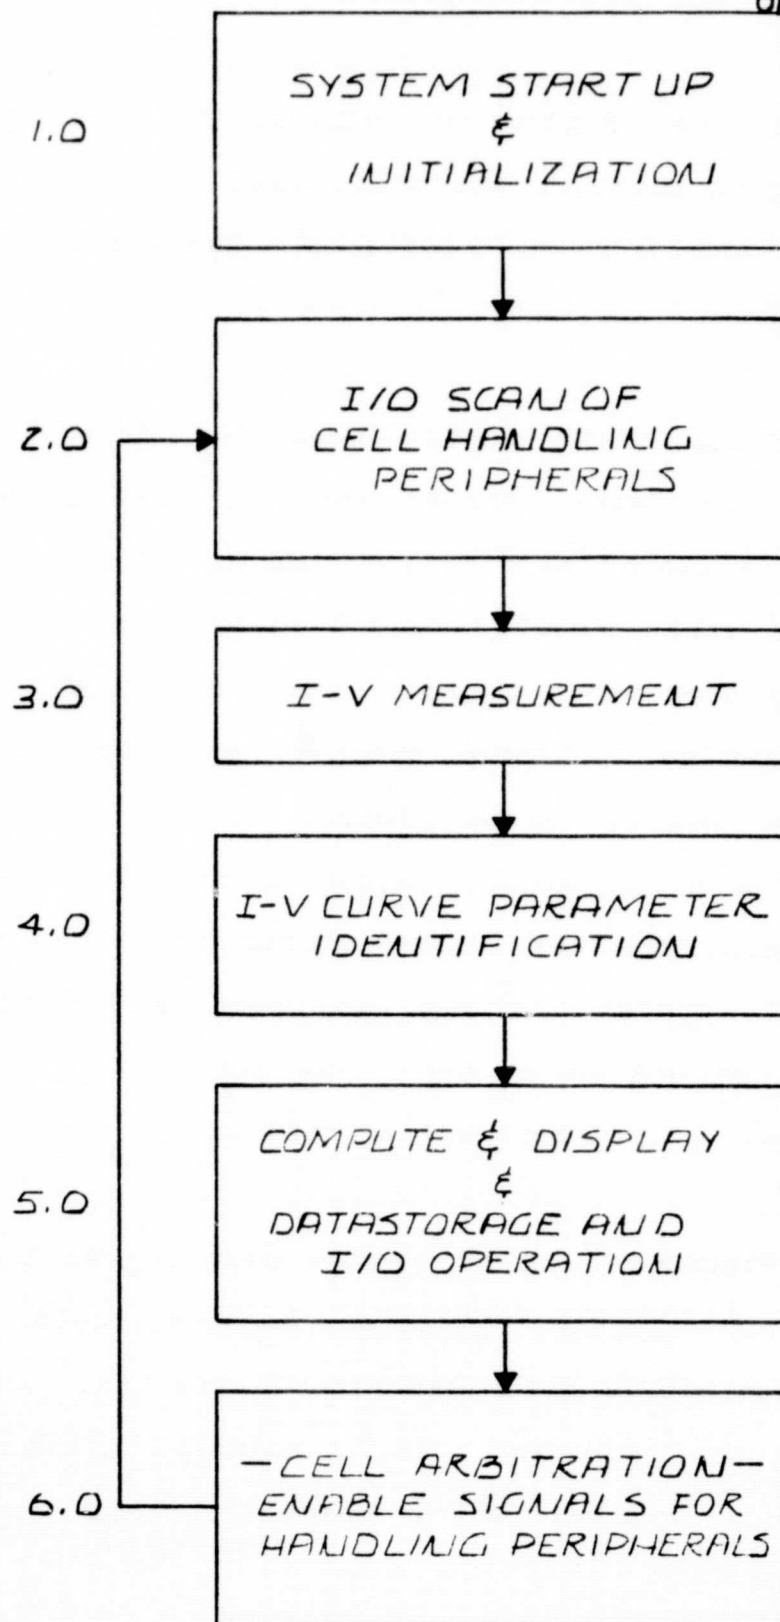 1.0
SYSTEM START UP
&
INITIALIZATION
2.0
I/O SCAN OF
CELL HANDLING
PERIPHERALS
3.0
I-V MEASUREMENT
4.0
I-V CURVE PARAMETER
IDENTIFICATION
5.0
COMPUTE & DISPLAY
&
DATASTORAGE AND
I/O OPERATION
6.0
-CELL ARBITRATION-
ENABLE SIGNALS FOR
HANDLING PERIPHERALS